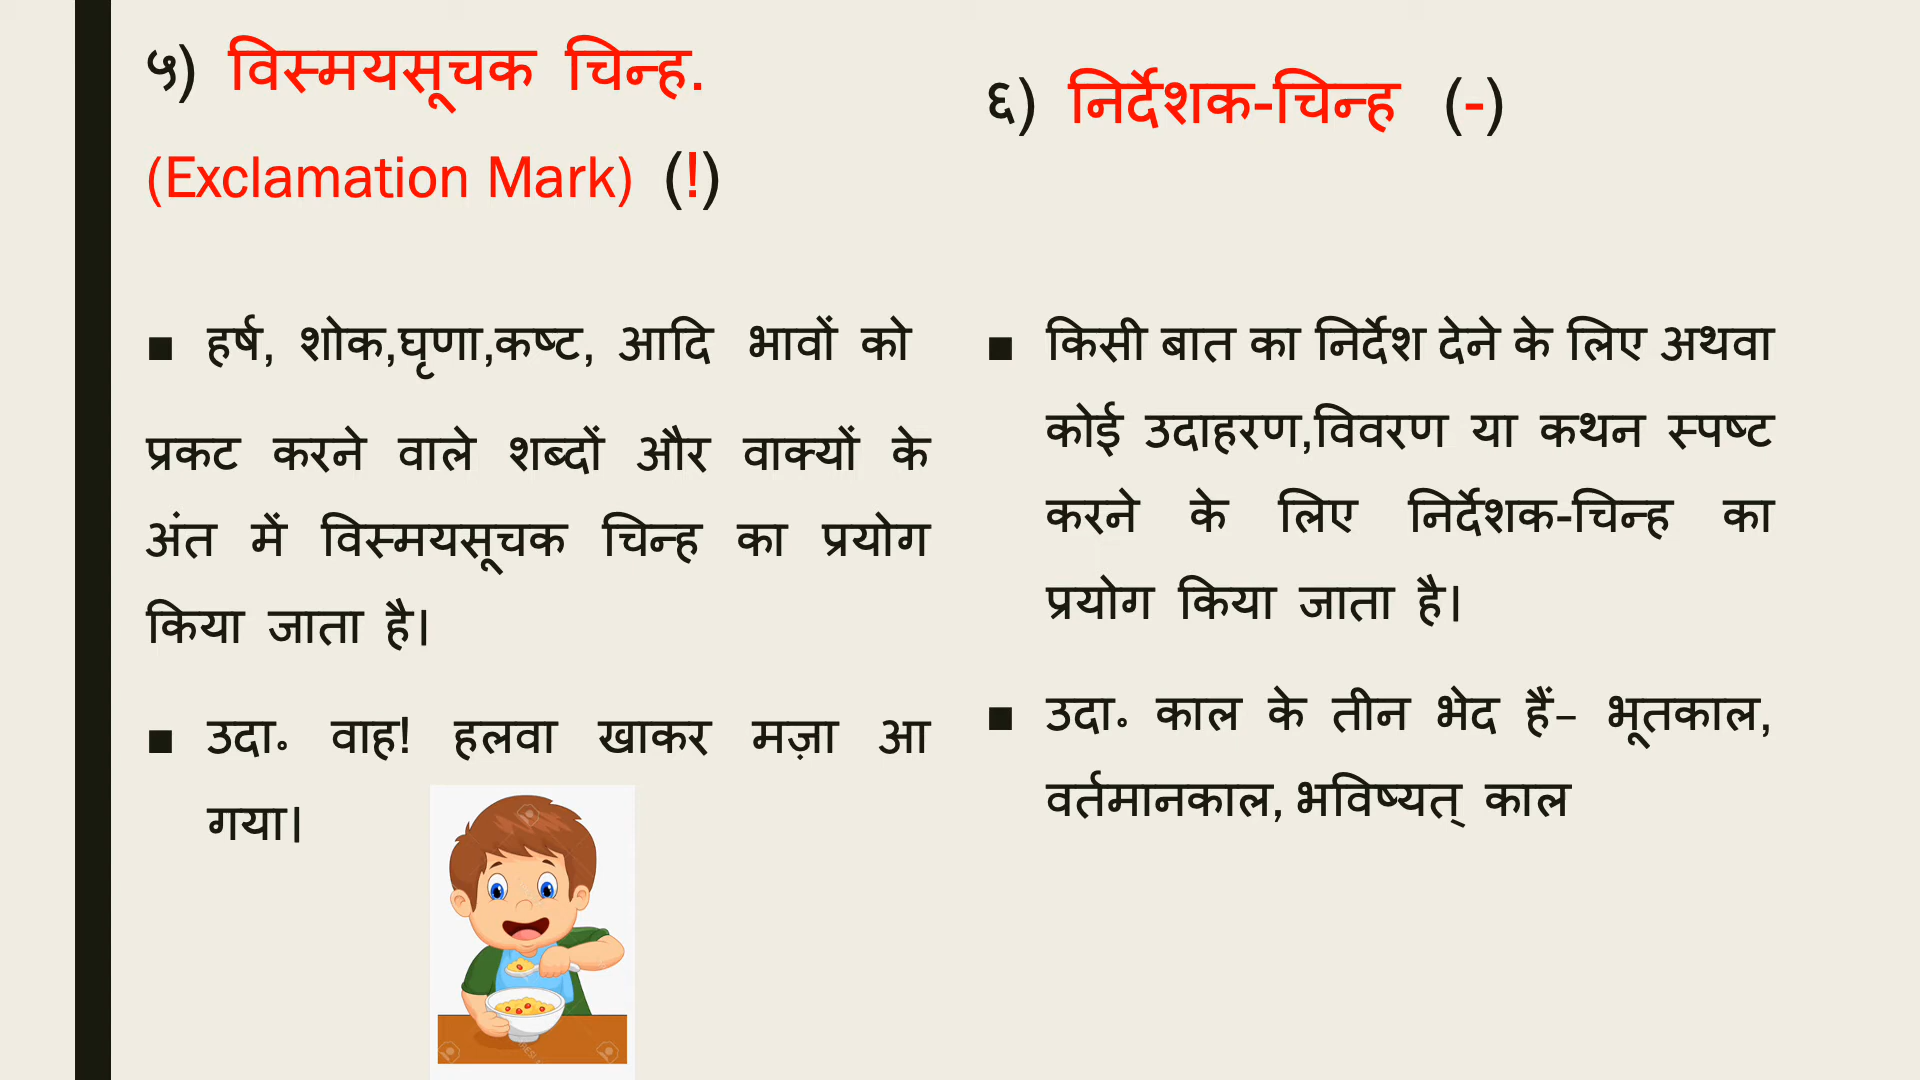 ५) विस्मयसूचक चिन्ह.
(Exclamation Mark) (!)
■ हर्ष, शोक,घृणा,कष्ट, आदि भावों को
प्रकट करने वाले शब्दों और वाक्यों के
अंत में विस्मयसूचक चिन्ह का प्रयोग
किया जाता है।
■ उदा॰ वाह! हलवा खाकर मज़ा आ
गया।
६) निर्देशक-चिन्ह (-)
■ किसी बात का निर्देश देने के लिए अथवा
कोई उदाहरण,विवरण या कथन स्पष्ट
करने के लिए निर्देशक-चिन्ह का
प्रयोग किया जाता है।
■ उदा॰ काल के तीन भेद हैं– भूतकाल,
वर्तमानकाल, भविष्यत् काल